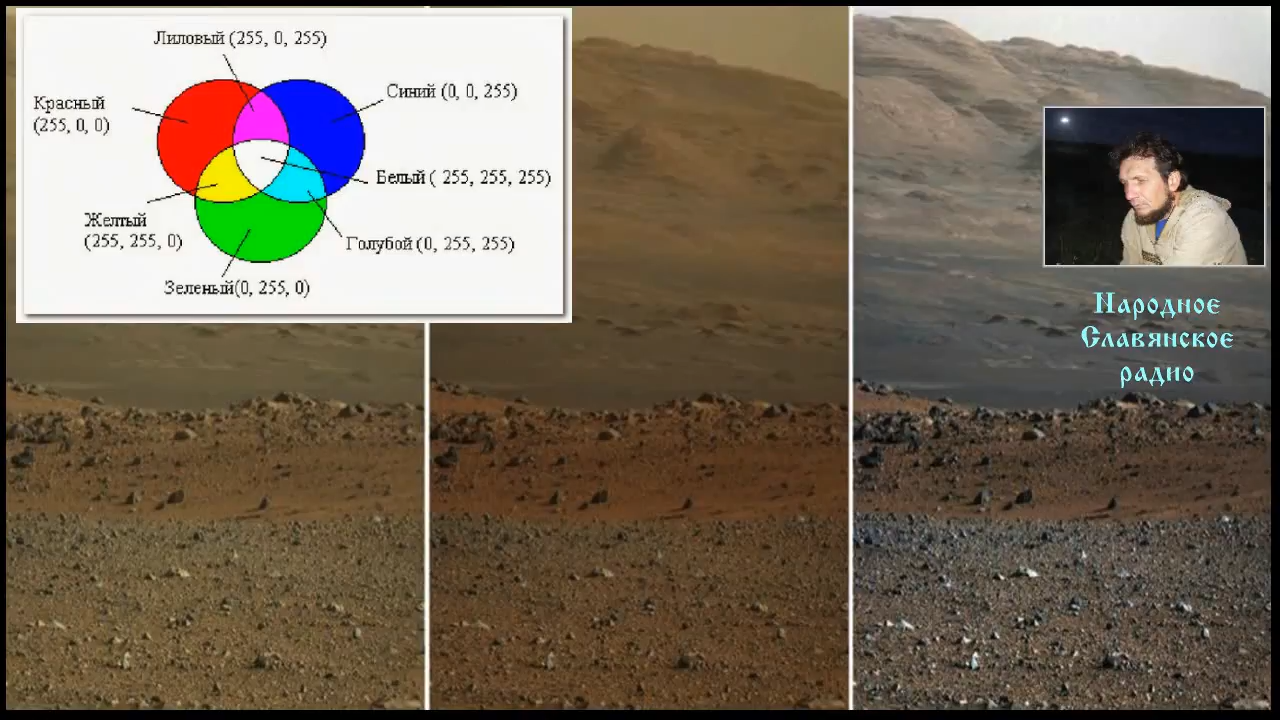 Лиловый (255, 0, 255)
Красный
(255, 0, 0)
Синий (0, 0, 255)
Белый ( 255, 255, 255)
Желтый
(255, 255, 0)
Голубой (0, 255, 255)
Зеленый(0, 255, 0)
Народное
Славянское
радио